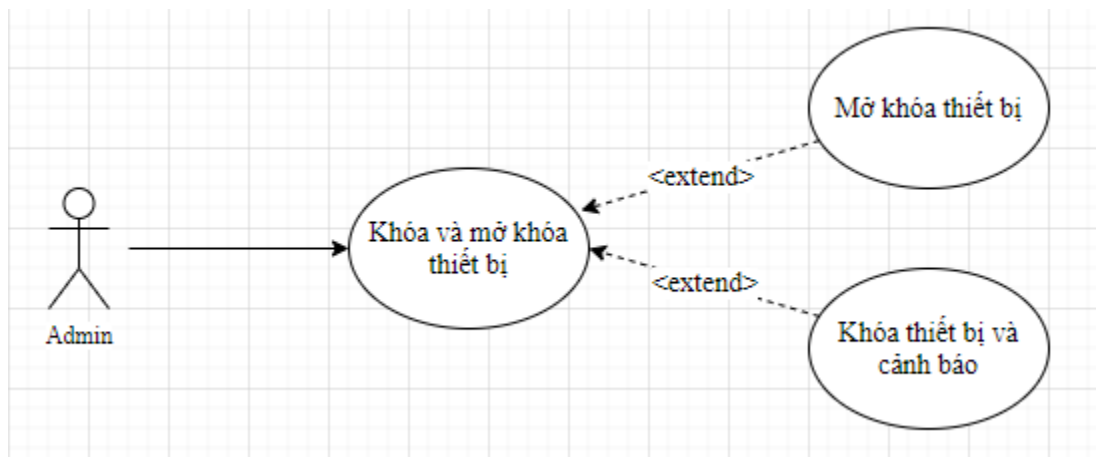 Mở khóa thiết bị
<extend>
Khóa và mở khóa
thiết bị
<extend>
Admin
Khóa thiết bị và
cảnh báo